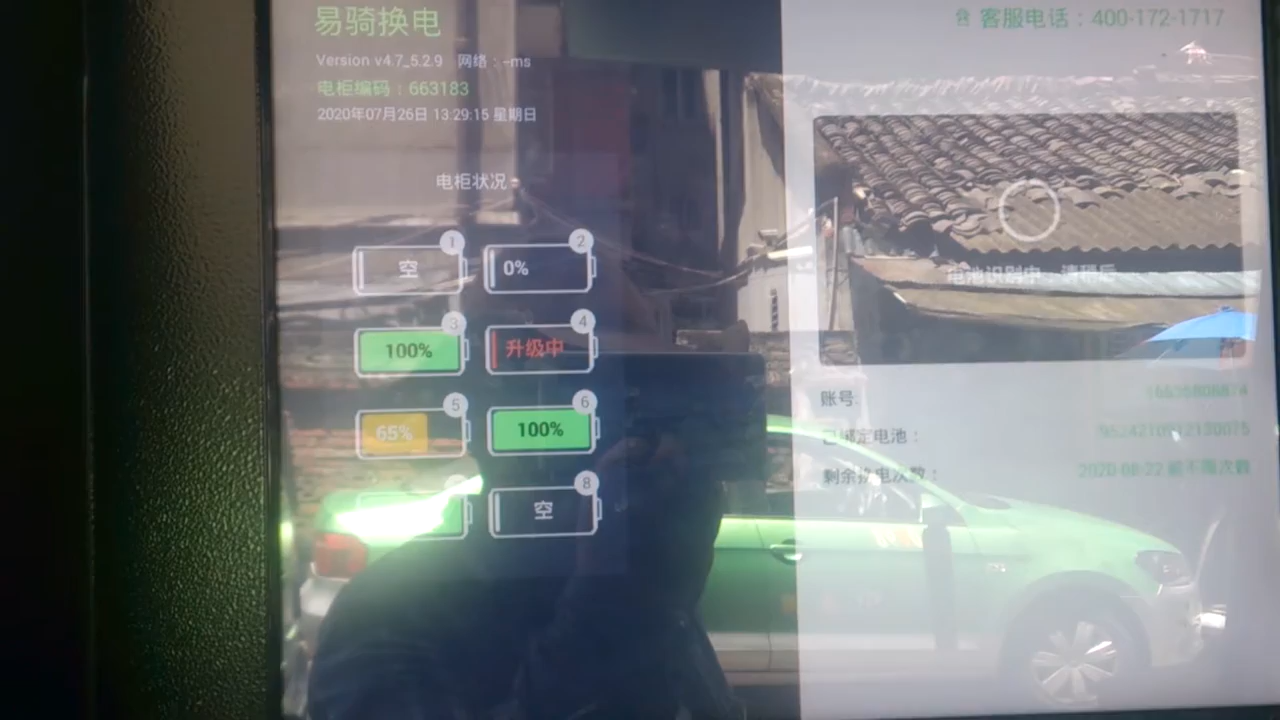 易骑换电
Version v4.7_5.2.9 网络：--ms
电柜编码：663183
2020年07月26日 13:29:15 星期日
电柜状况
1
空
2
0%
3
100%
4
升级中
5
65%
6
100%
8
空
客服电话：400-172-1717
电池识别中 请稍后
账号:
已绑定电池：
剩余换电次数：
2020-08-22 前不限次数